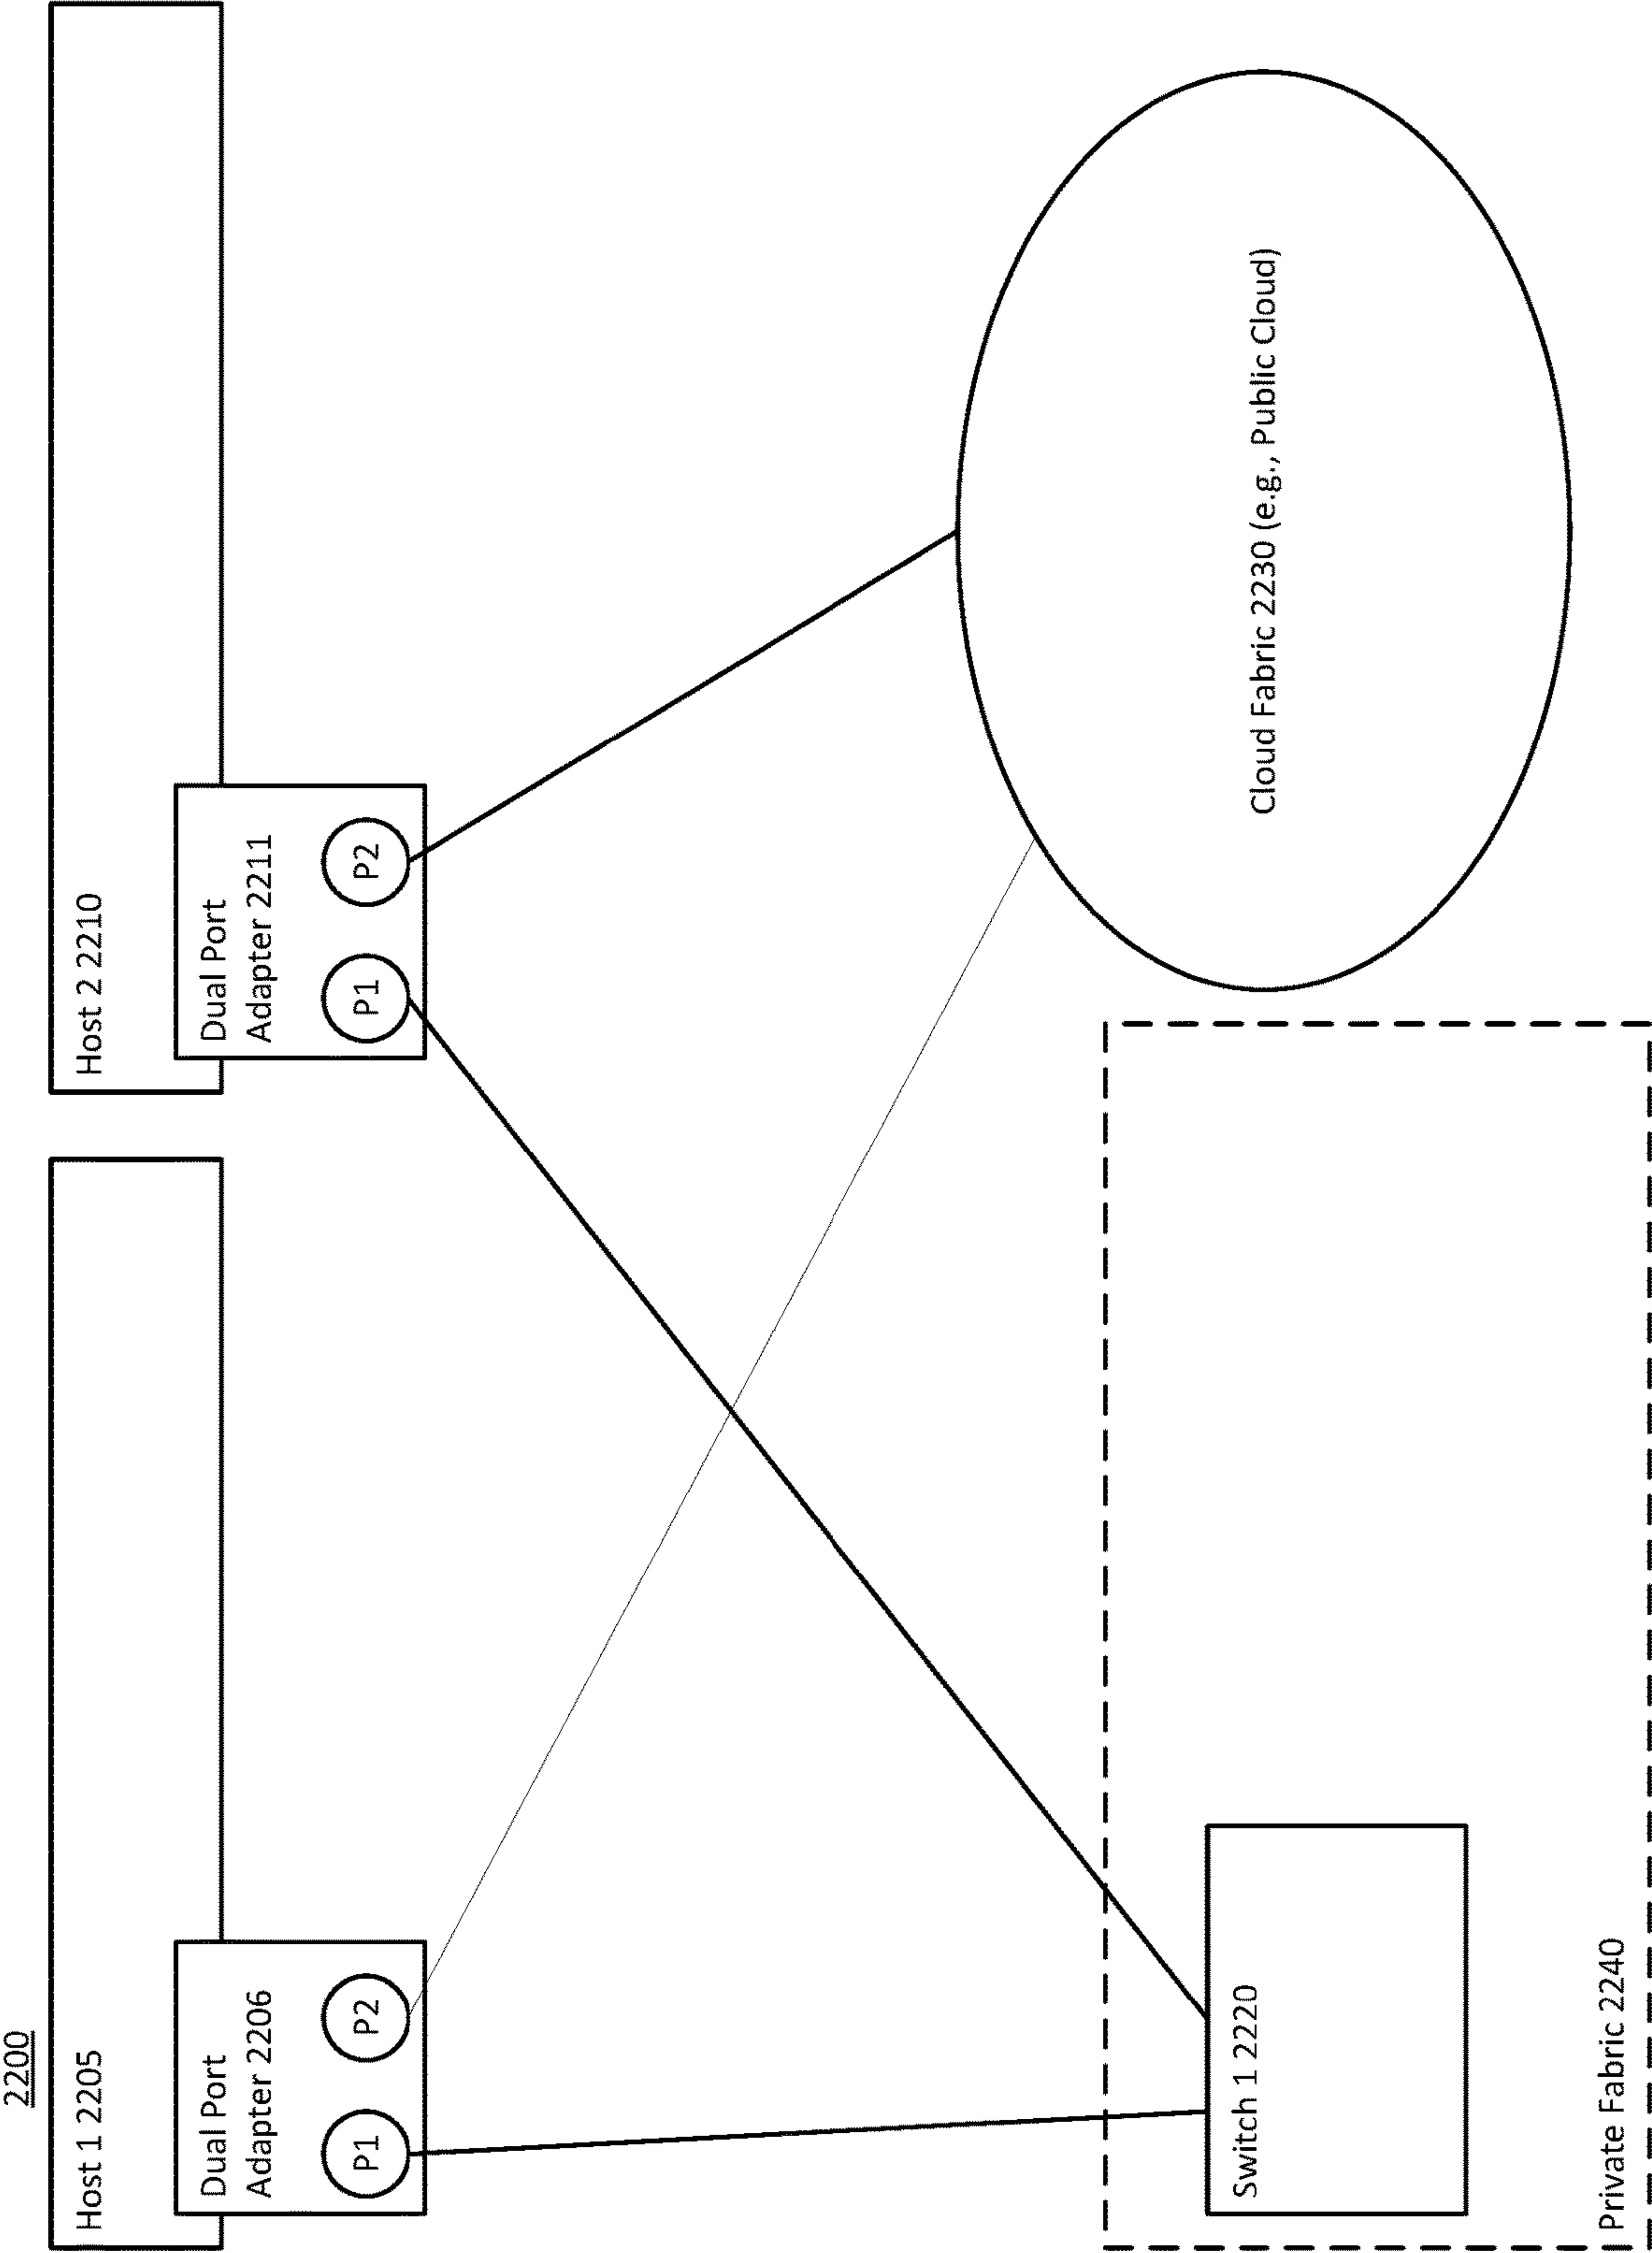 2200
Host 1 2205
Host 2 2210
Dual Port
Adapter 2206
P1
P2
Dual Port
Adapter 2211
P1
P2
Switch 1 2220
Cloud Fabric 2230 (e.g., Public Cloud)
Private Fabric 2240